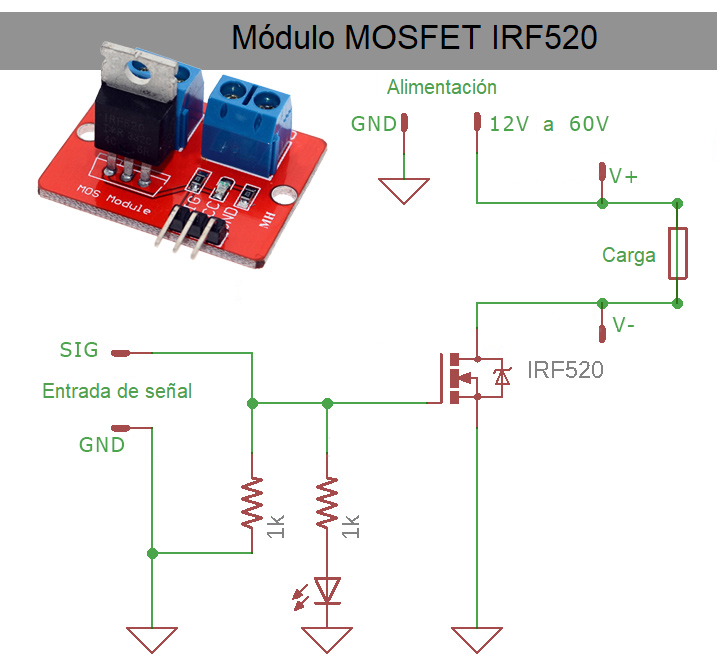 Módulo MOSFET IRF520
Alimentación
GND
12V a 60V
V+
Carga
V-
IRF520
SIG
Entrada de señal
GND
1k
1k
MOS Module
SIG
VCC
GND
MH